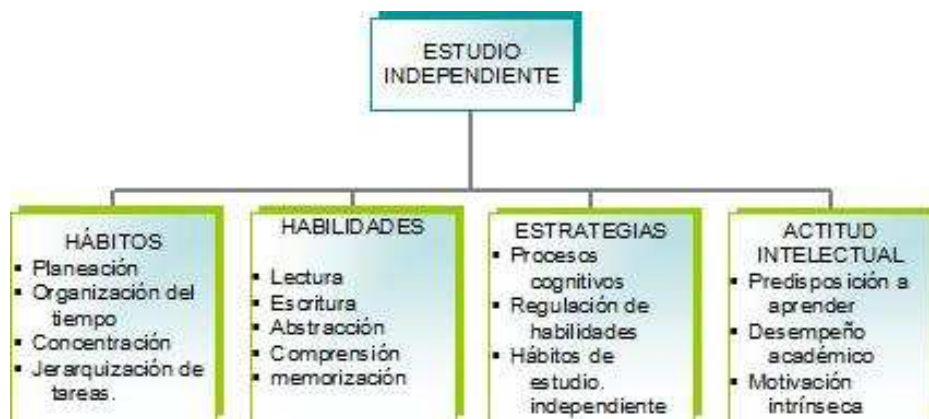 ESTUDIO
INDEPENDIENTE
HÁBITOS
▪ Planeación
▪ Organización del
tiempo
▪ Concentración
▪ Jerarquización de
tareas.
HABILIDADES
▪ Lectura
▪ Escritura
▪ Abstracción
▪ Comprensión
▪ memorización
ESTRATEGIAS
▪ Procesos
cognitivos
▪ Regulación de
habilidades
▪ Hábitos de
estudio.
independiente
ACTITUD
INTELECTUAL
▪ Predisposición a
aprender
▪ Desempeño
académico
▪ Motivación
intrínseca